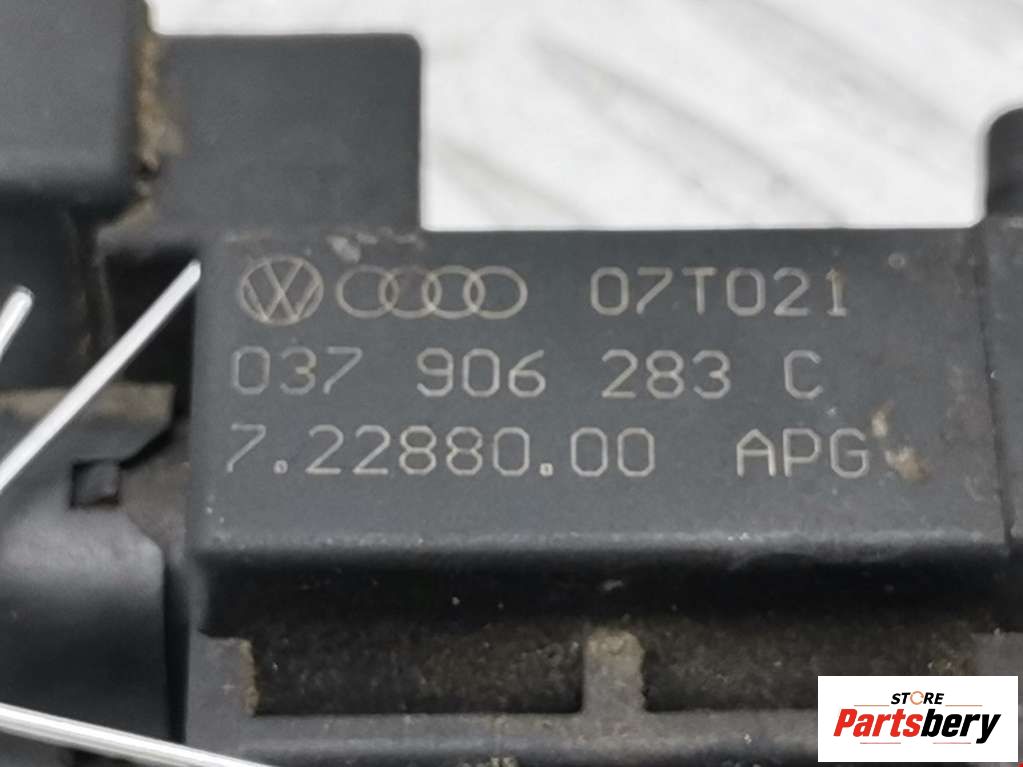 07T021
037 906 283 C
7.22880.00 APG
STORE
Partsbery